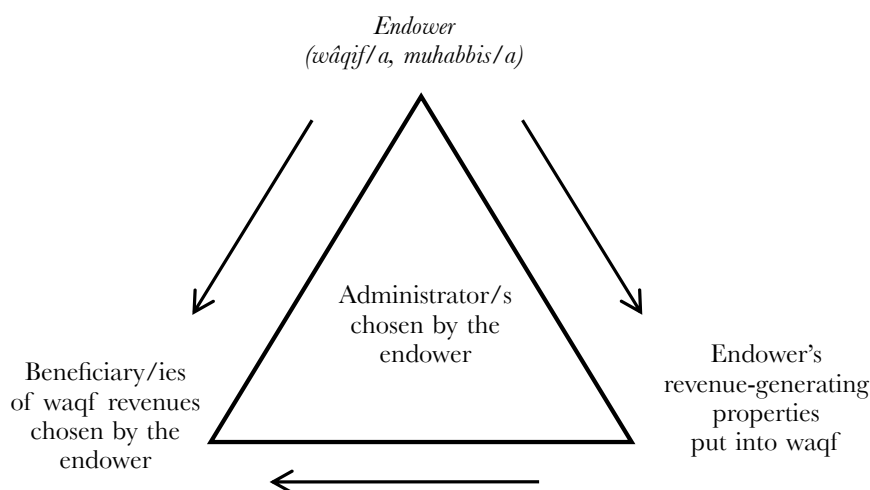 Endower
(wâqif/a, muhabbis/a)
Administrator/s
chosen by the
endower
Beneficiary/ies
of waqf revenues
chosen by the
endower
Endower's
revenue-generating
properties
put into waqf